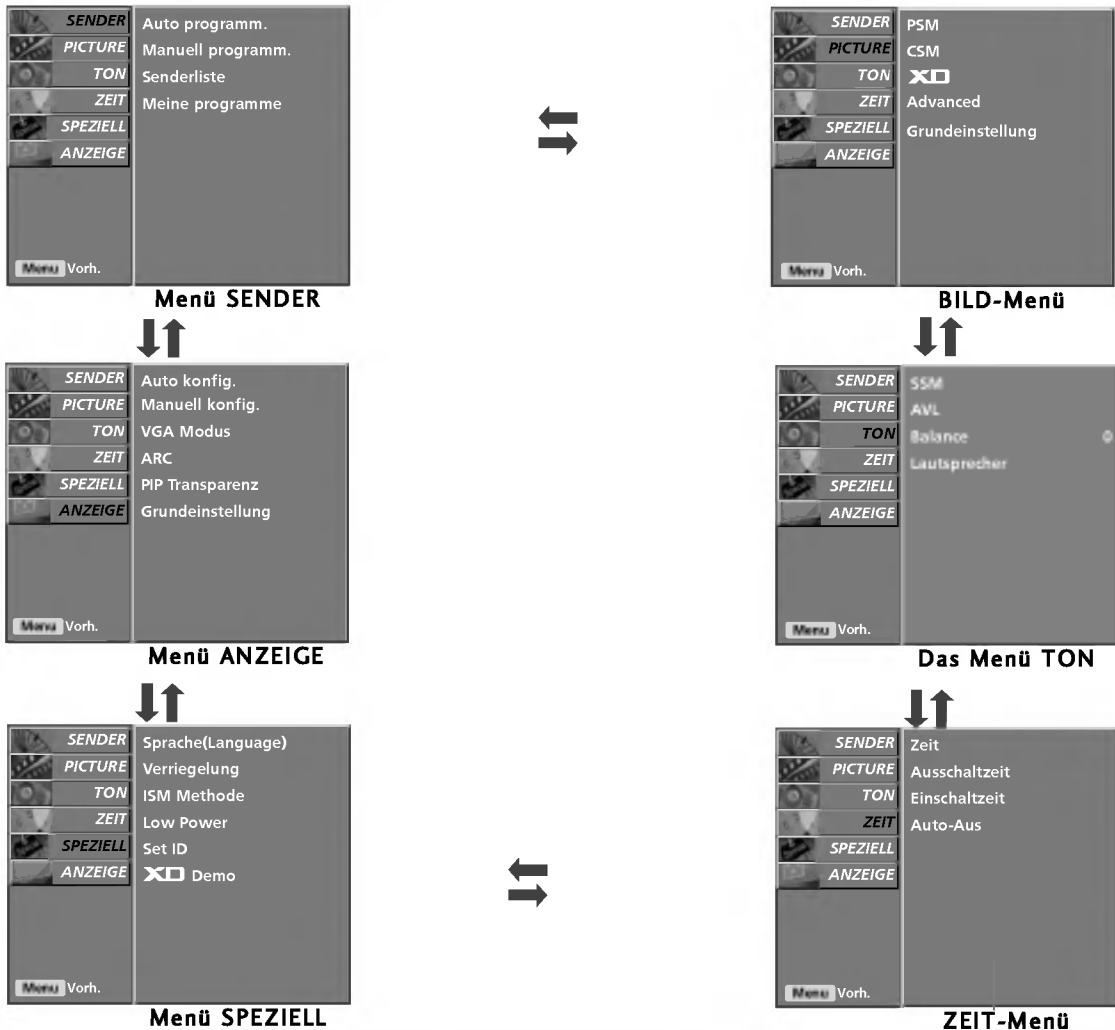 SENDER
PICTURE
TON
ZEIT
SPEZIELL
ANZEIGE
Auto programm.
Manuell programm.
Senderliste
Meine programme
Menu Vorh.
Menü SENDER
SENDER
PICTURE
TON
ZEIT
SPEZIELL
ANZEIGE
PSM
CSM
XD
Advanced
Grundeinstellung
Menu Vorh.
BILD-Menü
SENDER
PICTURE
TON
ZEIT
SPEZIELL
ANZEIGE
Auto konfig.
Manuell konfig.
VGA Modus
ARC
PIP Transparenz
Grundeinstellung
Menu Vorh.
Menü ANZEIGE
SENDER
PICTURE
TON
ZEIT
SPEZIELL
ANZEIGE
SSM
AVL
Balance 0
Lautsprecher
Menu Vorh.
Das Menü TON
SENDER
PICTURE
TON
ZEIT
SPEZIELL
ANZEIGE
Sprache(Language)
Verriegelung
ISM Methode
Low Power
Set ID
XD Demo
Menu Vorh.
Menü SPEZIELL
SENDER
PICTURE
TON
ZEIT
SPEZIELL
ANZEIGE
Zeit
Ausschaltzeit
Einschaltzeit
Auto-Aus
Menu Vorh.
ZEIT-Menü